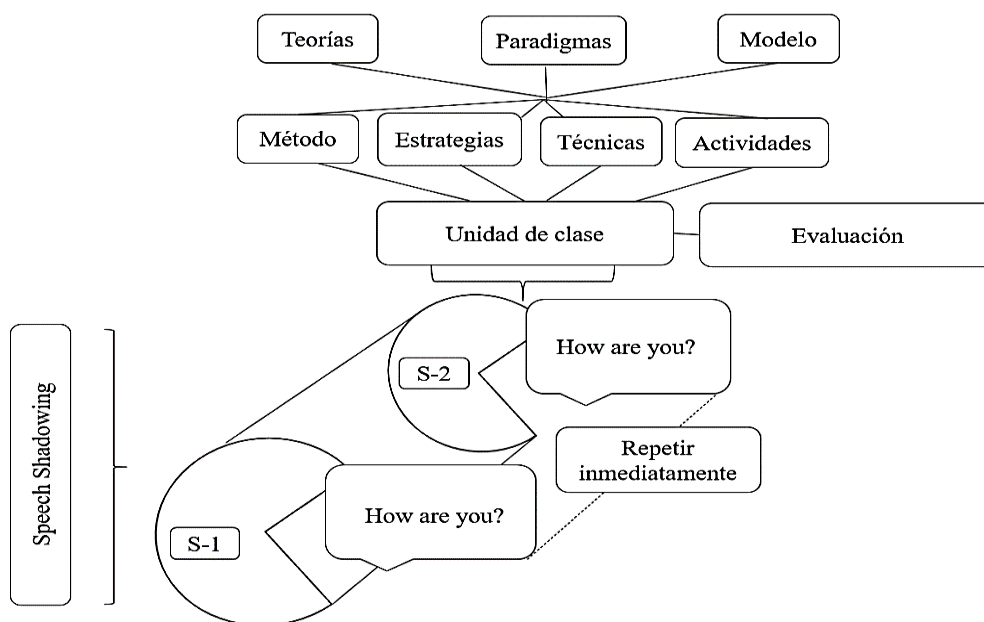 Teorías
Paradigmas
Modelo
Método
Estrategias
Técnicas
Actividades
Unidad de clase
Evaluación
Speech Shadowing
How are you?
S-2
Repetir
inmediatamente
How are you?
S-1